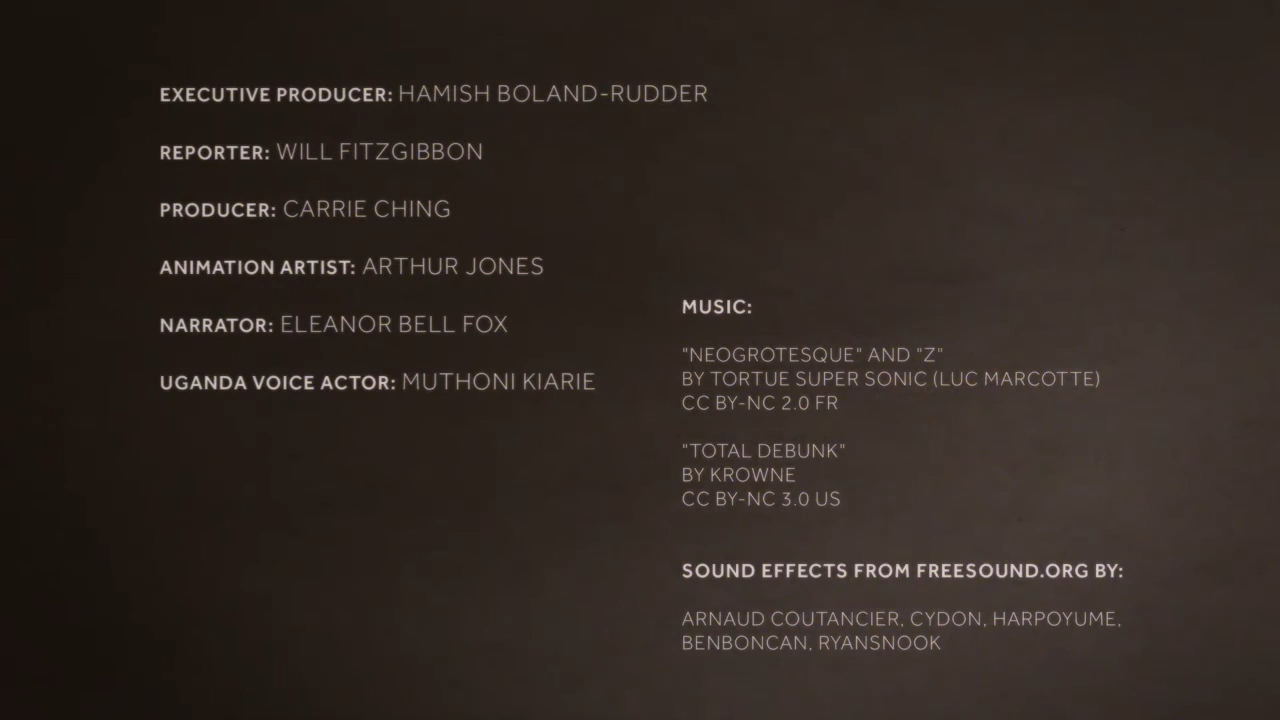 EXECUTIVE PRODUCER: HAMISH BOLAND-RUDDER
REPORTER: WILL FITZGIBBON
PRODUCER: CARRIE CHING
ANIMATION ARTIST: ARTHUR JONES
NARRATOR: ELEANOR BELL FOX
UGANDA VOICE ACTOR: MUTHONI KIARIE
MUSIC:
"NEOGROTESQUE" AND "Z"
BY TORTUE SUPER SONIC (LUC MARCOTTE)
CC BY-NC 2.0 FR
"TOTAL DEBUNK"
BY KROWNE
CC BY-NC 3.0 US
SOUND EFFECTS FROM FREESOUND.ORG BY:
ARNAUD COUTANCIER, CYDON, HARPOYUME,
BENBONCAN, RYANSNOOK